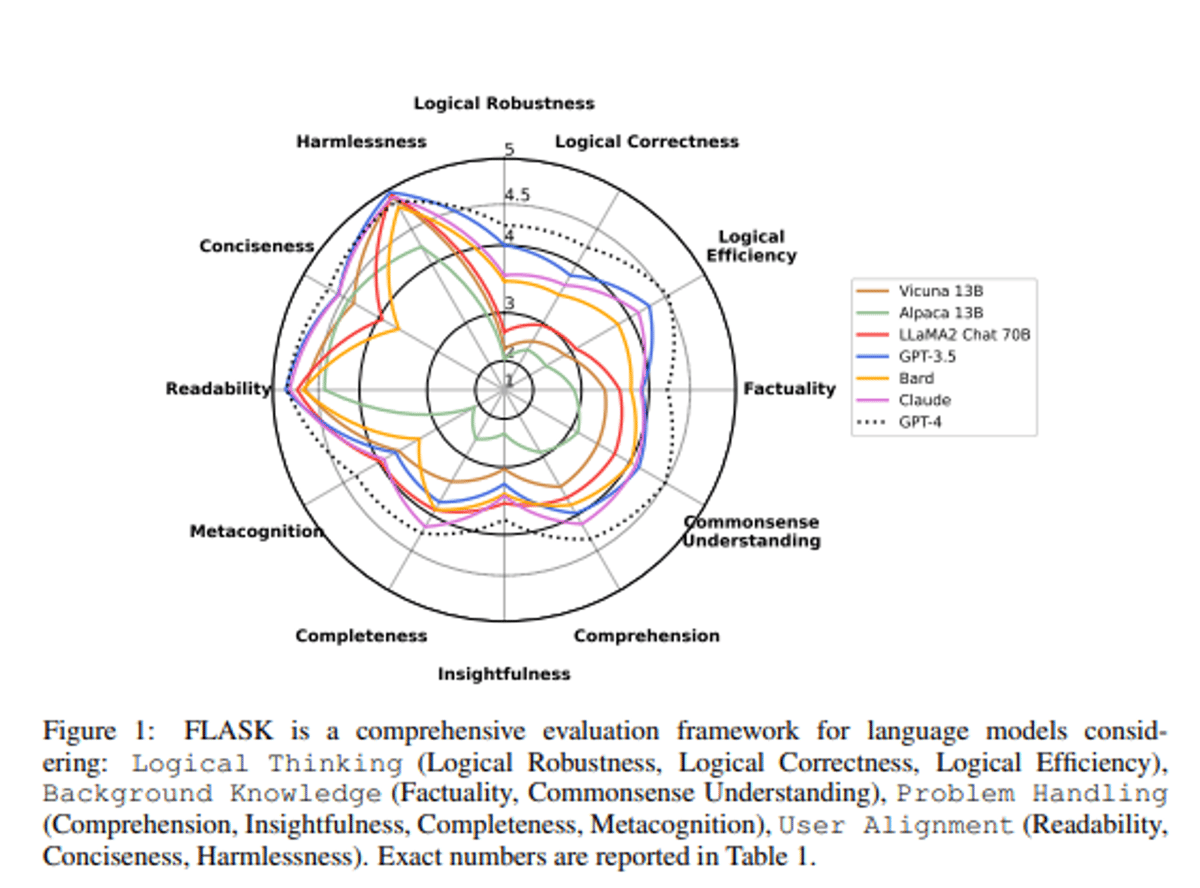 Logical Robustness
Harmlessness
Logical Correctness
5
4.5
4
3
2
1
Conciseness
Logical
Efficiency
Readability
Factuality
Metacognition
Commonsense
Understanding
Completeness
Comprehension
Insightfulness
Vicuna 13B
Alpaca 13B
LLaMA2 Chat 70B
GPT-3.5
Bard
Claude
GPT-4
Figure 1: FLASK is a comprehensive evaluation framework for language models consid-
ering: Logical Thinking (Logical Robustness, Logical Correctness, Logical Efficiency),
Background Knowledge (Factuality, Commonsense Understanding), Problem Handling
(Comprehension, Insightfulness, Completeness, Metacognition), User Alignment (Readability,
Conciseness, Harmlessness). Exact numbers are reported in Table 1.